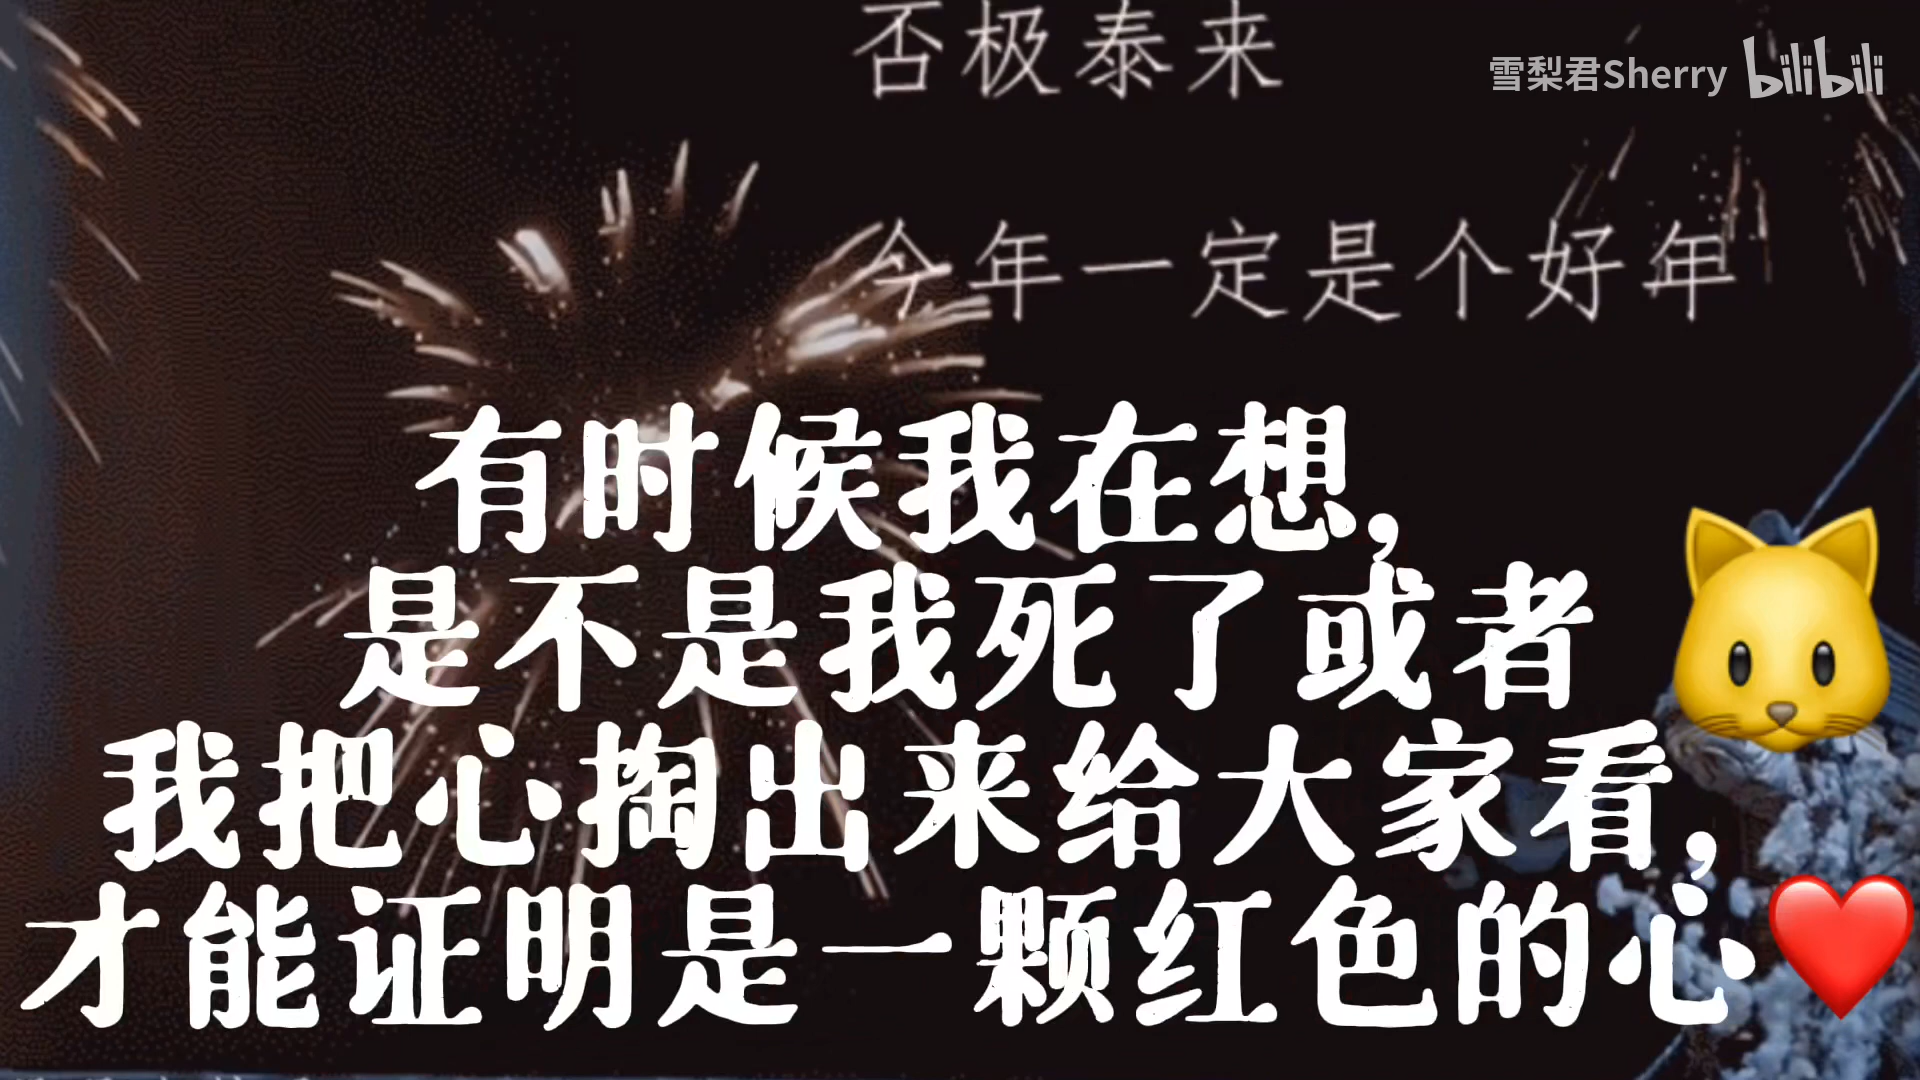 否极泰来
雪梨君Sherry bilibili
今年一定是个好年
有时候我在想,
是不是我死了或者
我把心掏出来给大家看,
才能证明是一颗红色的心